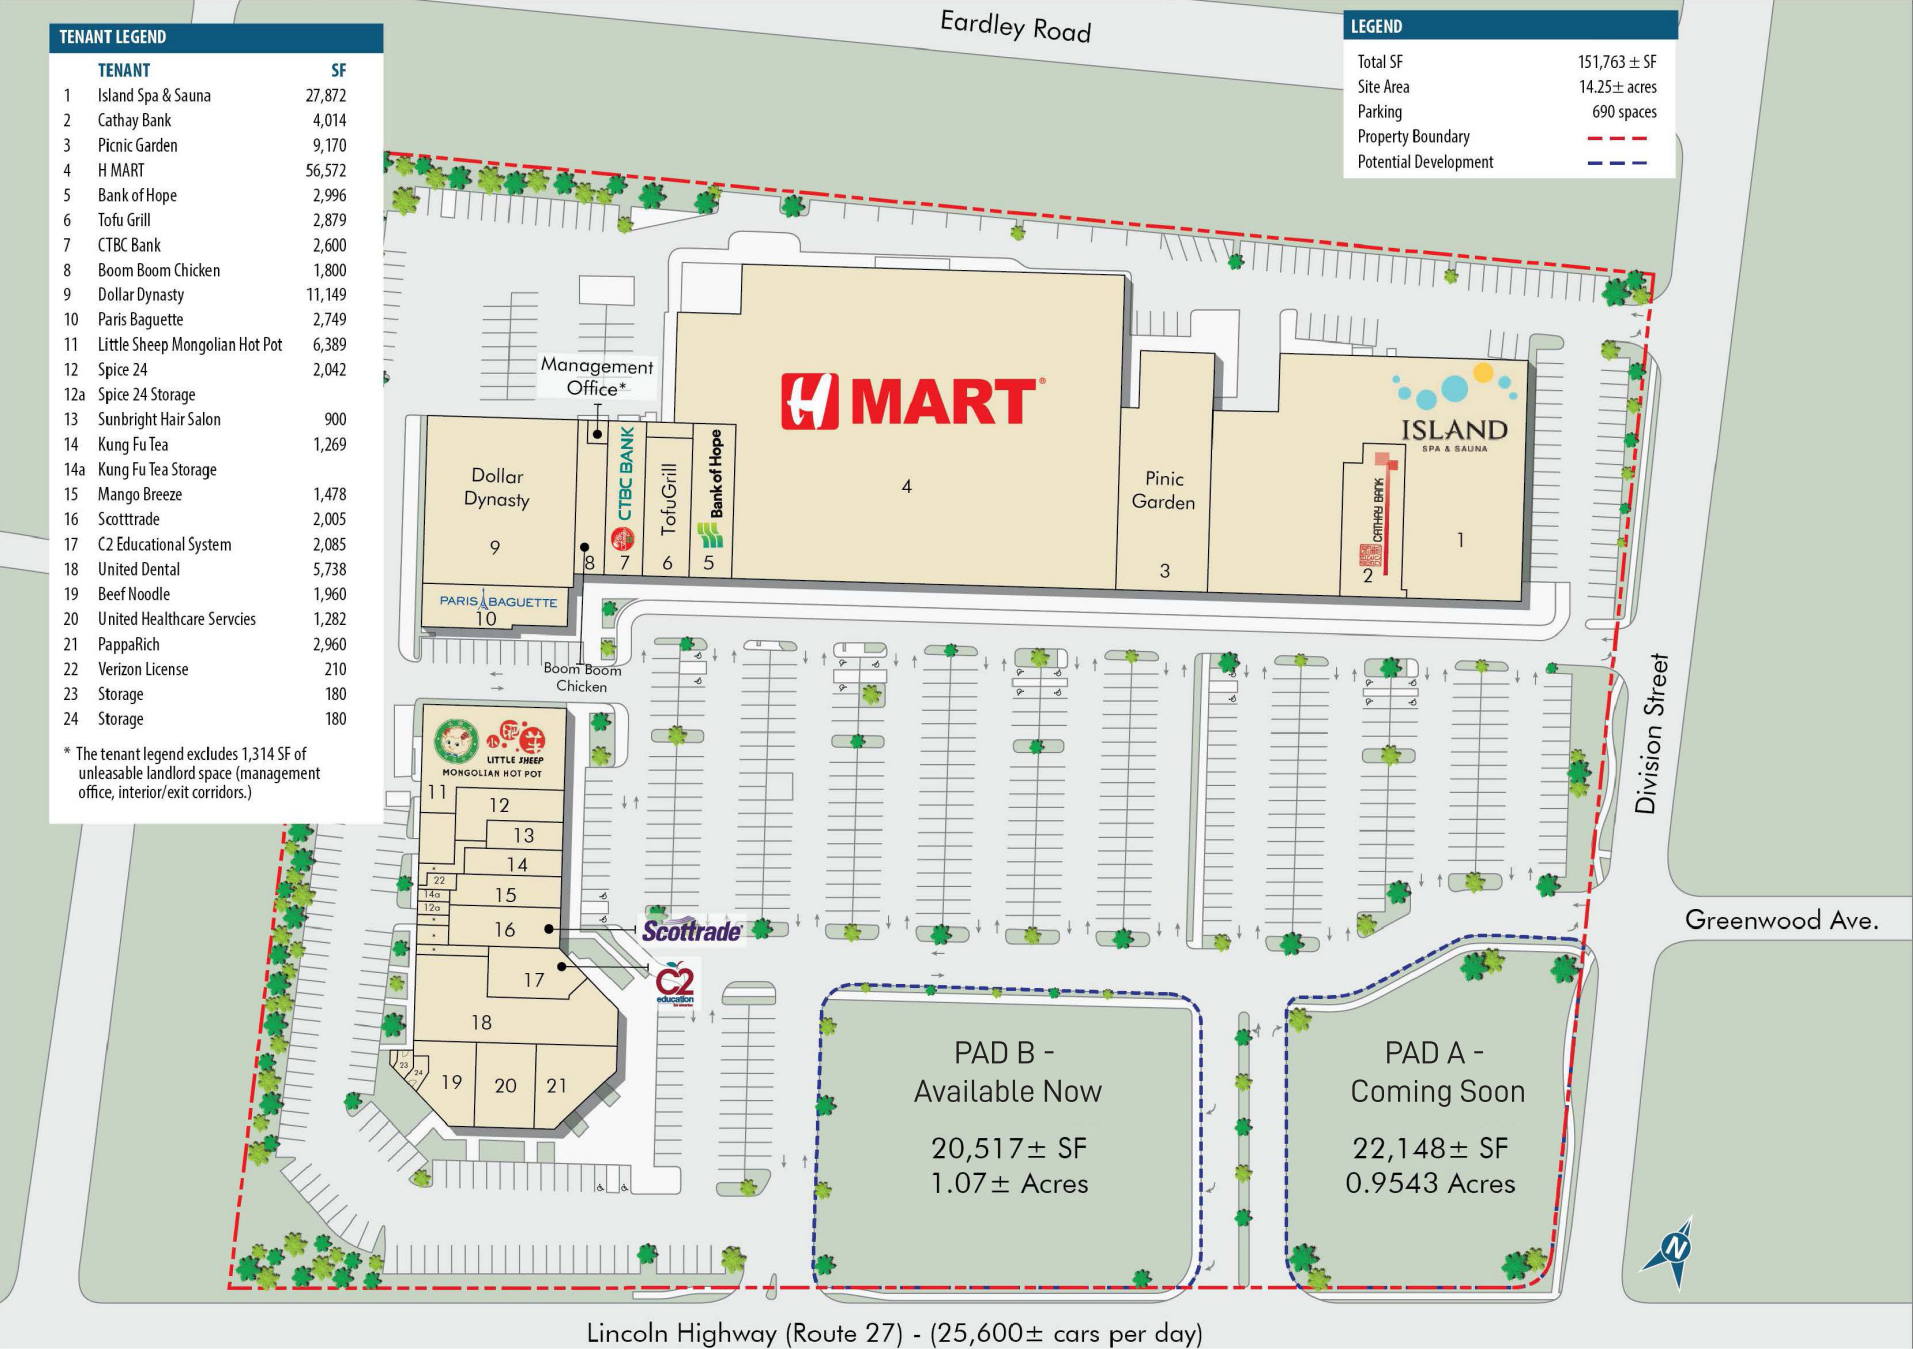 TENANT LEGEND
TENANT SF
1 Island Spa & Sauna 27,872
2 Cathay Bank 4,014
3 Picnic Garden 9,170
4 H MART 56,572
5 Bank of Hope 2,996
6 Tofu Grill 2,879
7 CTBC Bank 2,600
8 Boom Boom Chicken 1,800
9 Dollar Dynasty 11,149
10 Paris Baguette 2,749
11 Little Sheep Mongolian Hot Pot 6,389
12 Spice 24 2,042
12a Spice 24 Storage
13 Sunbright Hair Salon 900
14 Kung Fu Tea 1,269
14a Kung Fu Tea Storage
15 Mango Breeze 1,478
16 Scotttrade 2,005
17 C2 Educational System 2,085
18 United Dental 5,738
19 Beef Noodle 1,960
20 United Healthcare Servcies 1,282
21 PappaRich 2,960
22 Verizon License 210
23 Storage 180
24 Storage 180
* The tenant legend excludes 1,314 SF of
unleasable landlord space (management
office, interior/exit corridors.)
Eardley Road
LEGEND
Total SF 151,763 ± SF
Site Area 14.25± acres
Parking 690 spaces
Property Boundary
Potential Development
Management
Office*
H MART®
4
Dollar
Dynasty
9
8
CTBC BANK
7
TofuGrill
6
Bank of Hope
5
Pinic
Garden
3
ISLAND
SPA & SAUNA
1
CATHAY BANK
2
PARIS BAGUETTE
10
Boom Boom
Chicken
LITTLE SHEEP
MONGOLIAN HOT POT
11
12
13
14
22
14a
15
12a
16
Scottrade
17
C2
education
18
23
24
19
20
21
Division Street
Greenwood Ave.
PAD B -
Available Now
20,517± SF
1.07± Acres
PAD A -
Coming Soon
22,148± SF
0.9543 Acres
N
Lincoln Highway (Route 27) - (25,600± cars per day)